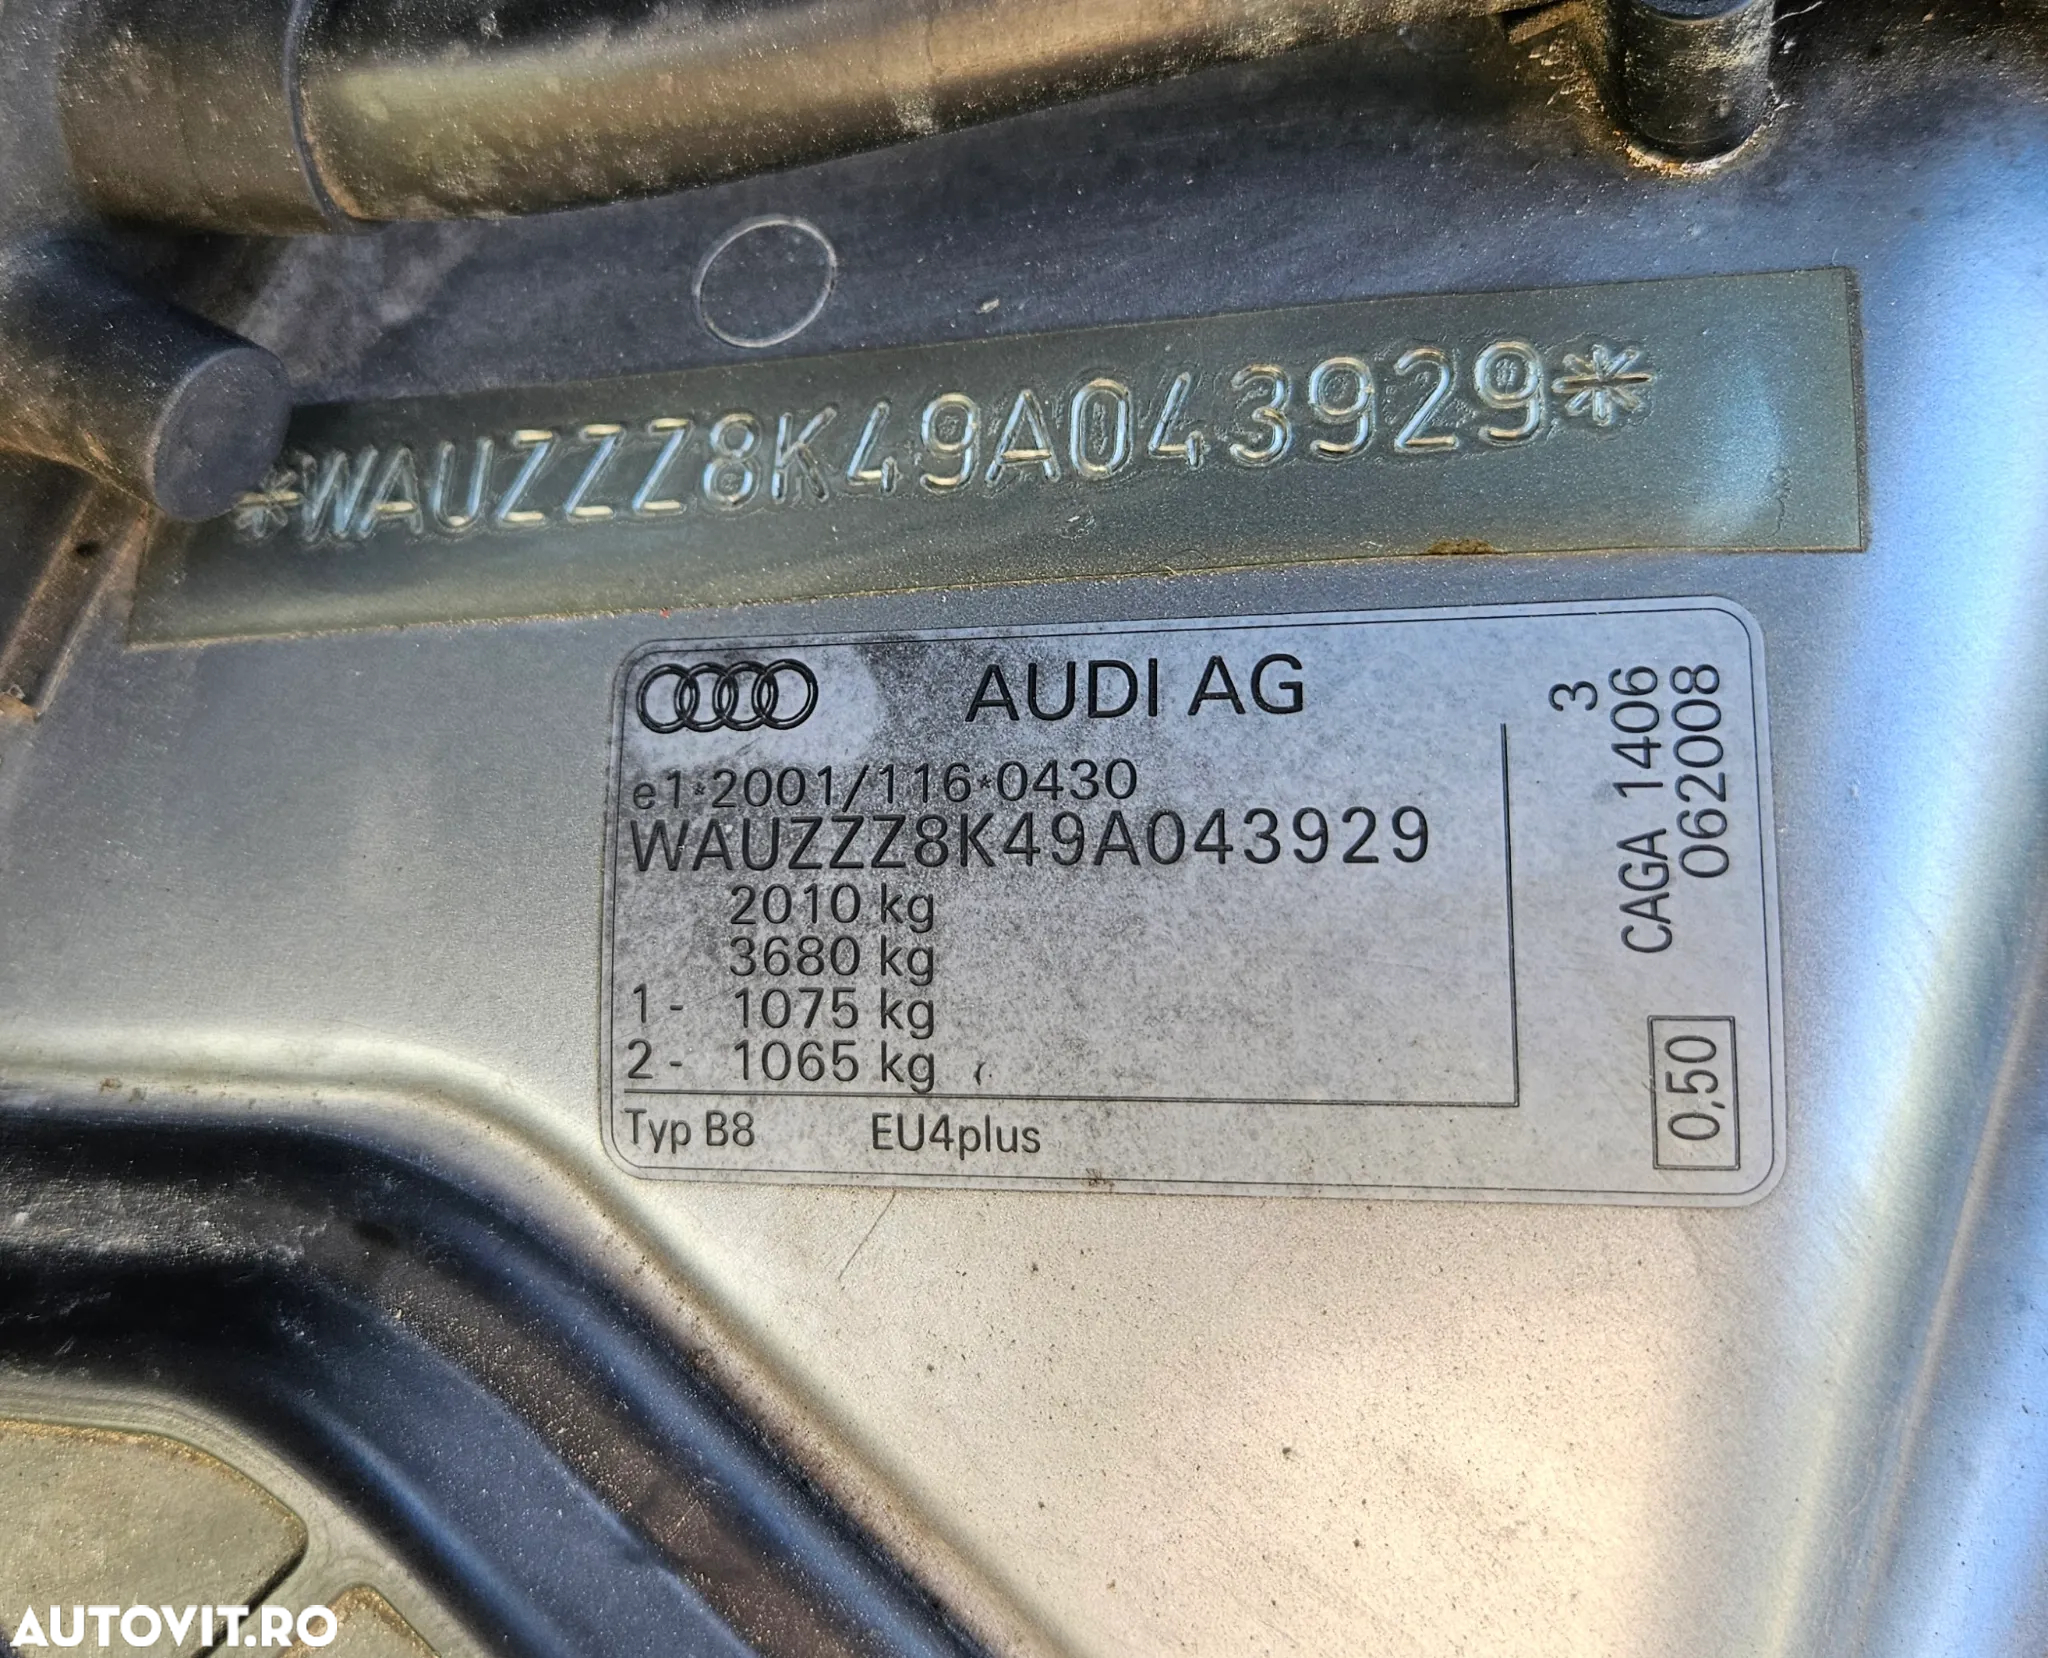 *WAUZZZ8K49A043929*
AUDI AG
e1*2001/116*0430
WAUZZZ8K49A043929
2010 kg
3680 kg
1- 1075 kg
2- 1065 kg
Typ B8 EU4plus
3
CAGA 1406
062008
0,50
AUTOVIT.RO